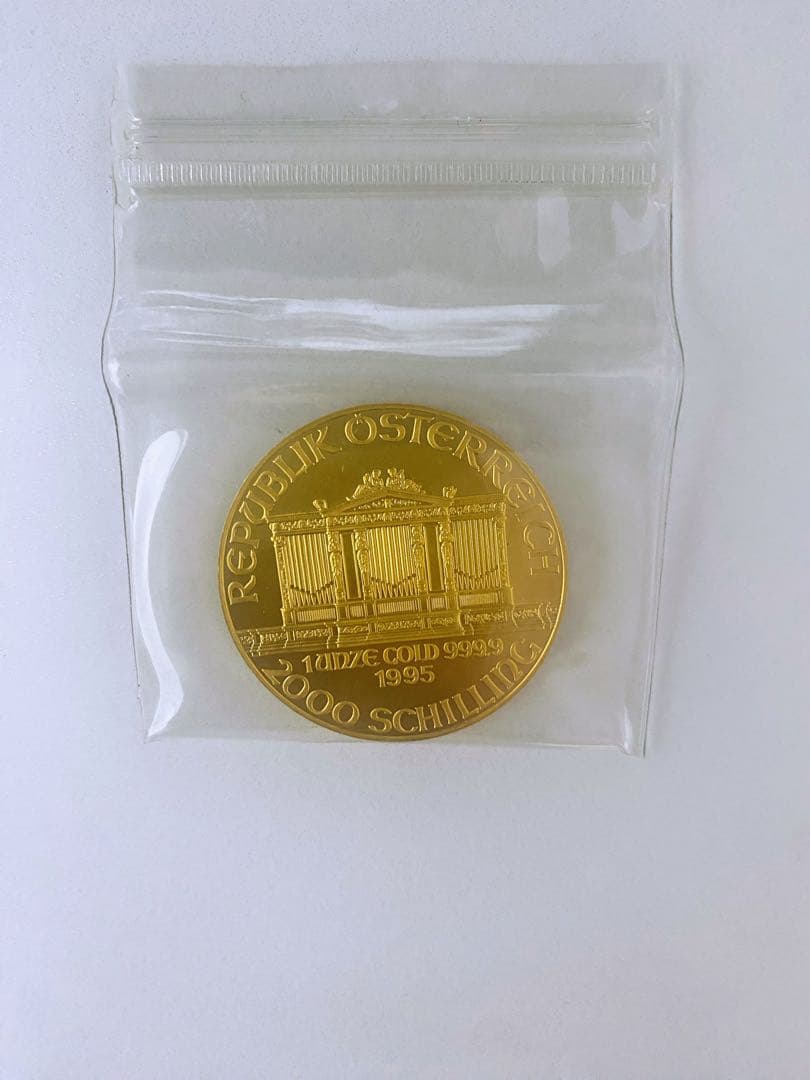 REPUBLIK ÖSTERREICH
1 UNZE GOLD 999.9
1995
2000 SCHILLING